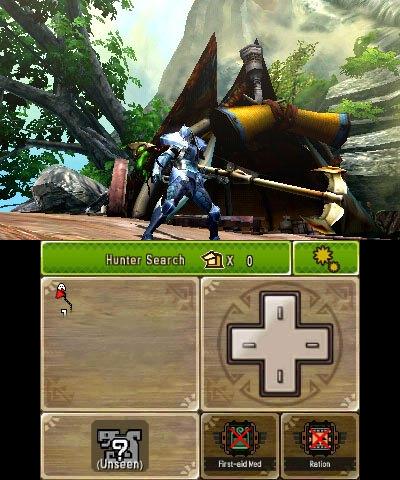 Hunter Search X 0
?
(Unseen)
First-aid Med
Ration